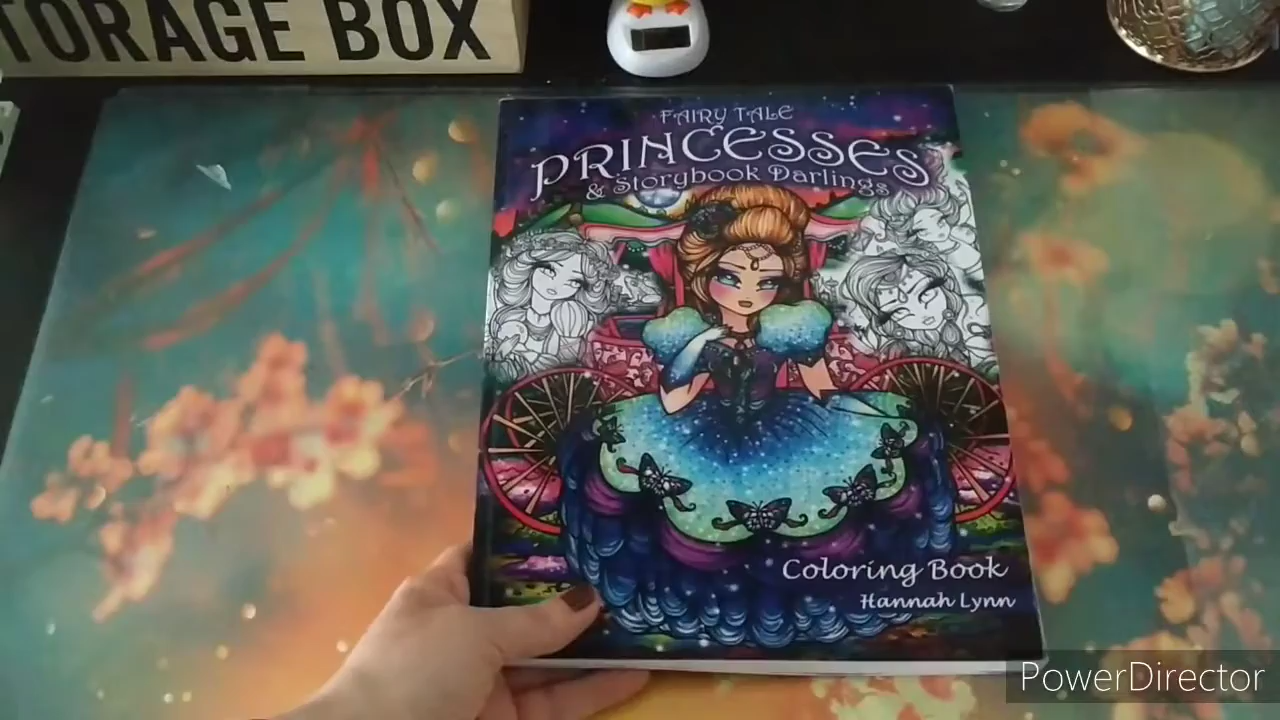 TORAGE BOX
FAIRY TALE
PRINCESSES
& Storybook Darlings
Coloring Book
Hannah Lynn
PowerDirector